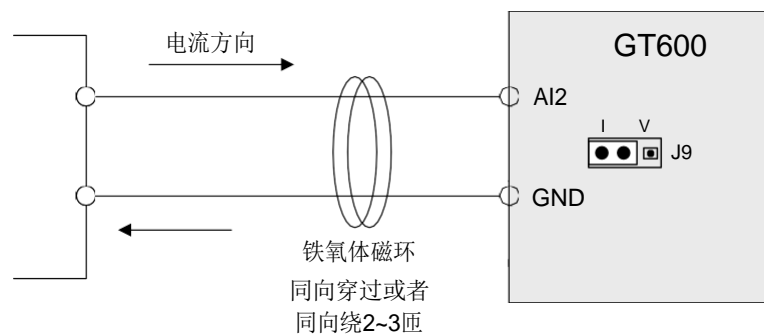 电流方向
GT600
AI2
I V
J9
GND
铁氧体磁环
同向穿过或者
同向绕2~3匝